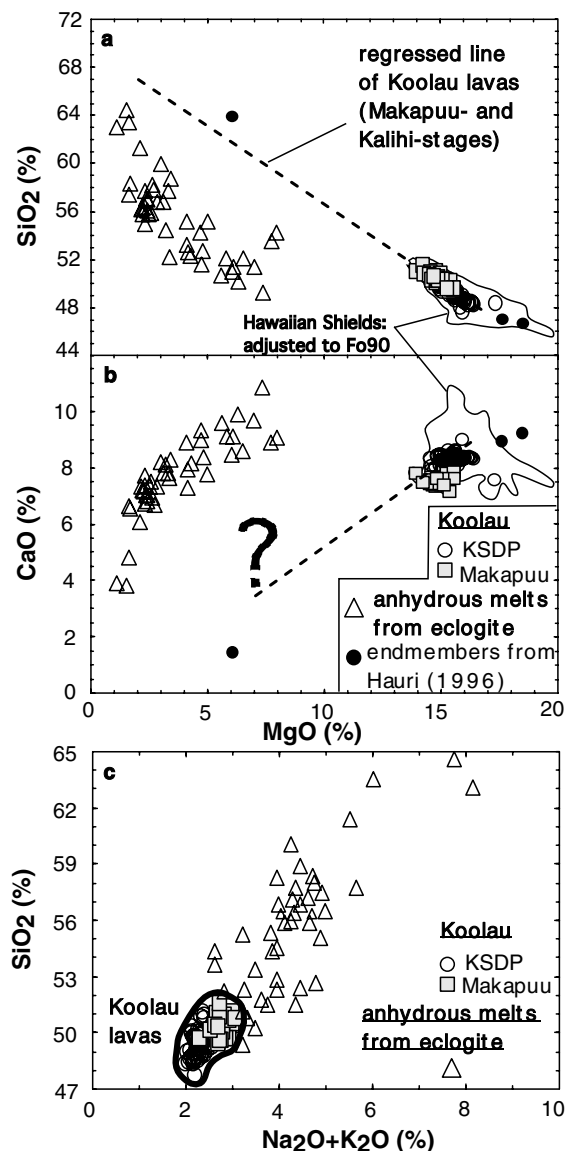 72
a
68
64
60
56
52
48
44
SiO2 (%)
regressed line
of Koolau lavas
(Makapuu- and
Kalihi-stages)
Hawaiian Shields:
adjusted to Fo90
b
10
8
6
4
2
0
CaO (%)
?
Koolau
KSDP
Makapuu
anhydrous melts
from eclogite
endmembers from
Hauri (1996)
0 5 10 15 20
MgO (%)
65
c
62
59
56
53
50
47
SiO2 (%)
Koolau
lavas
Koolau
KSDP
Makapuu
anhydrous melts
from eclogite
0 2 4 6 8 10
Na2O+K2O (%)